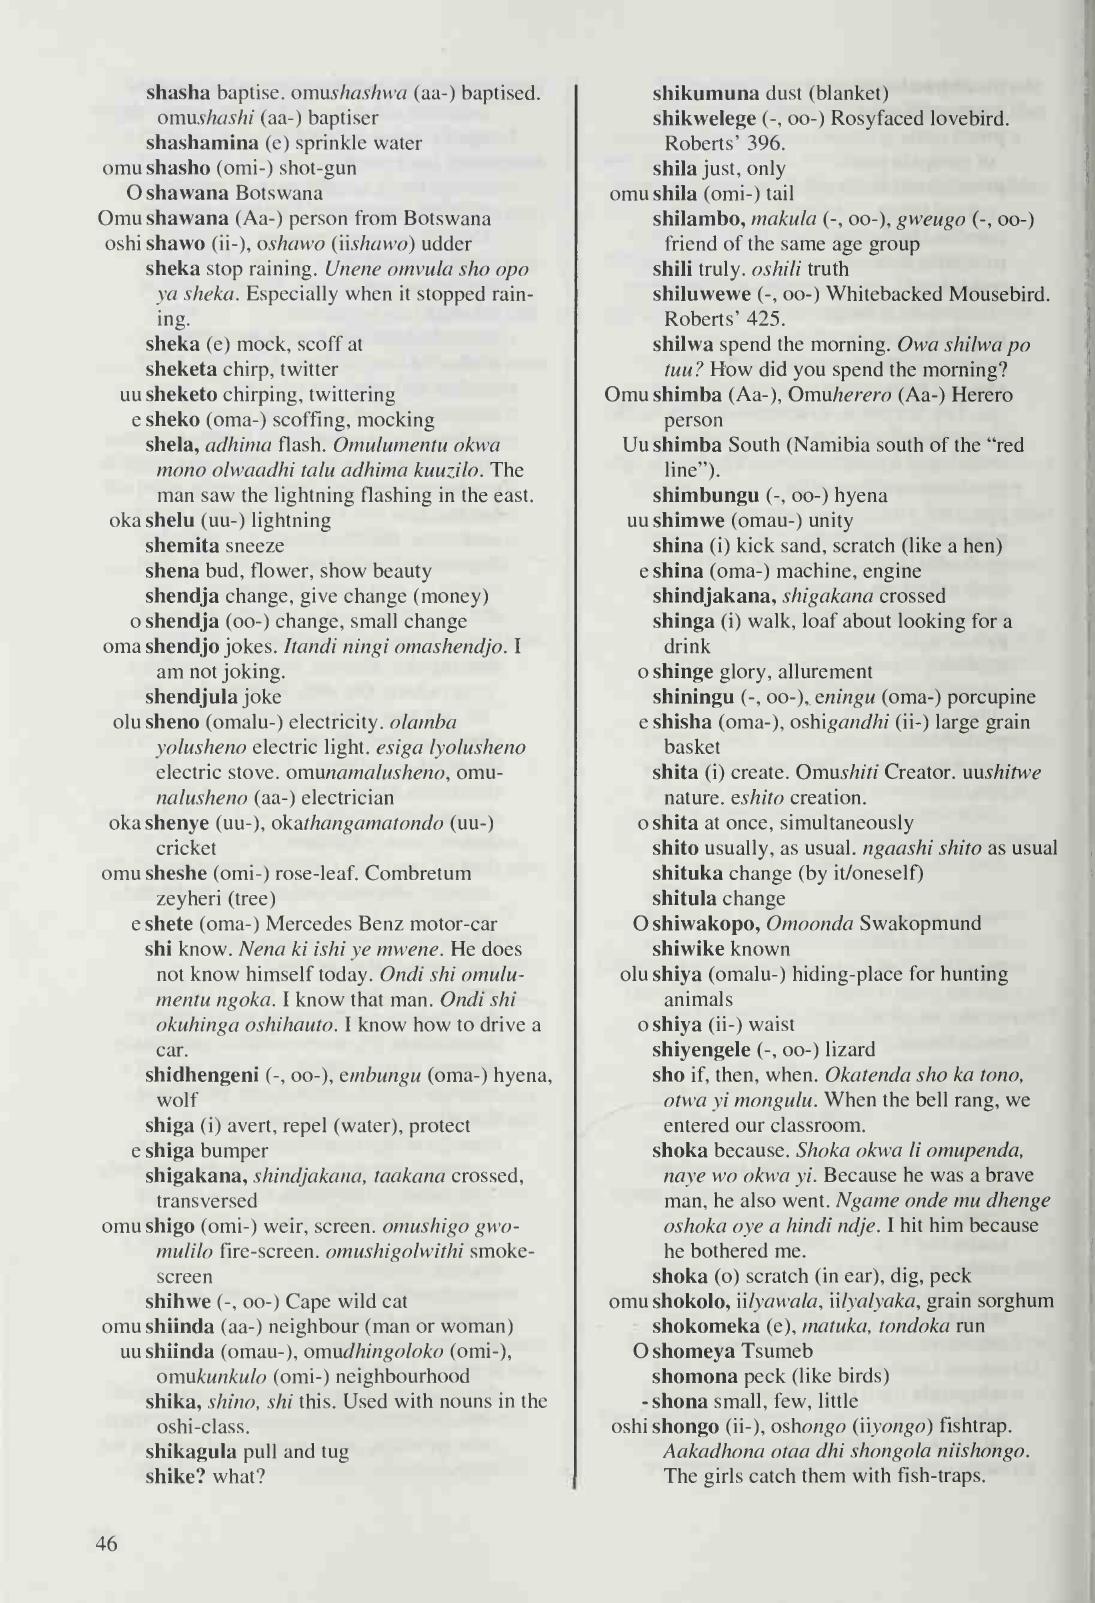 shasha baptise. omushashwa (aa-) baptised.
omushashi (aa-) baptiser
shashamina (e) sprinkle water
omu shasho (omi-) shot-gun
O shawana Botswana
Omu shawana (Aa-) person from Botswana
oshi shawo (ii-), oshawo (iishawo) udder
sheka stop raining. Unene omvula sho opo
ya sheka. Especially when it stopped rain-
ing.
sheka (e) mock, scoff at
sheketa chirp, twitter
uu sheketo chirping, twittering
e sheko (oma-) scoffing, mocking
shela, adhima flash. Omulumentu okwa
mono olwaadhi talu adhima kuuzilo. The
man saw the lightning flashing in the east.
oka shelu (uu-) lightning
shemita sneeze
shena bud, flower, show beauty
shendja change, give change (money)
o shendja (oo-) change, small change
oma shendjo jokes. Itandi ningi omashendjo. I
am not joking.
shendjula joke
olu sheno (omalu-) electricity. olamba
yolusheno electric light. esiga lyolusheno
electric stove. omunamalusheno, omu-
nalusheno (aa-) electrician
oka shenye (uu-), okathangamatondo (uu-)
cricket
omu sheshe (omi-) rose-leaf. Combretum
zeyheri (tree)
e shete (oma-) Mercedes Benz motor-car
shi know. Nena ki ishi ye mwene. He does
not know himself today. Ondi shi omulu-
mentu ngoka. I know that man. Ondi shi
okuhinga oshihauto. I know how to drive a
car.
shidhengeni (-, oo-), embungu (oma-) hyena,
wolf
shiga (i) avert, repel (water), protect
e shiga bumper
shigakana, shindjakana, taakana crossed,
transversed
omu shigo (omi-) weir, screen. omushigo gwo-
mulilo fire-screen. omushigolwithi smoke-
screen
shihwe (-, oo-) Cape wild cat
omu shiinda (aa-) neighbour (man or woman)
uu shiinda (omau-), omudhingoloko (omi-),
omukunkulo (omi-) neighbourhood
shika, shino, shi this. Used with nouns in the
oshi-class.
shikagula pull and tug
shike? what?
shikumuna dust (blanket)
shikwelege (-, oo-) Rosyfaced lovebird.
Roberts' 396.
shila just, only
omu shila (omi-) tail
shilambo, makula (-, oo-), gweugo (-, oo-)
friend of the same age group
shili truly. oshili truth
shiluwewe (-, oo-) Whitebacked Mousebird.
Roberts' 425.
shilwa spend the morning. Owa shilwa po
tuu? How did you spend the morning?
Omu shimba (Aa-), Omuherero (Aa-) Herero
person
Uu shimba South (Namibia south of the “red
line”).
shimbungu (-, oo-) hyena
uu shimwe (omau-) unity
shina (i) kick sand, scratch (like a hen)
e shina (oma-) machine, engine
shindjakana, shigakana crossed
shinga (i) walk, loaf about looking for a
drink
o shinge glory, allurement
shiningu (-, oo-), eningu (oma-) porcupine
e shisha (oma-), oshigandhi (ii-) large grain
basket
shita (i) create. Omushiti Creator. uushitwe
nature. eshito creation.
o shita at once, simultaneously
shito usually, as usual. ngaashi shito as usual
shituka change (by it/oneself)
shitula change
O shiwakopo, Omoonda Swakopmund
shiwike known
olu shiya (omalu-) hiding-place for hunting
animals
o shiya (ii-) waist
shiyengele (-, oo-) lizard
sho if, then, when. Okatenda sho ka tono,
otwa yi mongulu. When the bell rang, we
entered our classroom.
shoka because. Shoka okwa li omupenda,
naye wo okwa yi. Because he was a brave
man, he also went. Ngame onde mu dhenge
oshoka oye a hindi ndje. I hit him because
he bothered me.
shoka (o) scratch (in ear), dig, peck
omu shokolo, iilyawala, iilyalyaka, grain sorghum
shokomeka (e), matuka, tondoka run
O shomeya Tsumeb
shomona peck (like birds)
-shona small, few, little
oshi shongo (ii-), oshongo (iiyongo) fishtrap.
Aakadhona otaa dhi shongola niishongo.
The girls catch them with fish-traps.
46